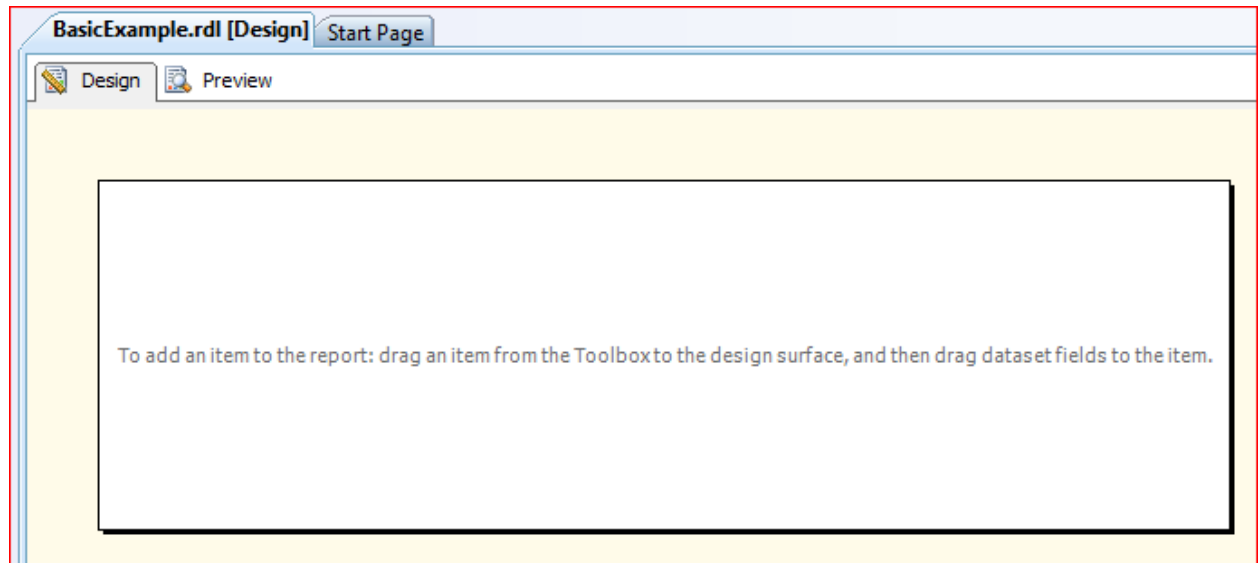 BasicExample.rdl [Design] Start Page
Design Preview
To add an item to the report: drag an item from the Toolbox to the design surface, and then drag dataset fields to the item.